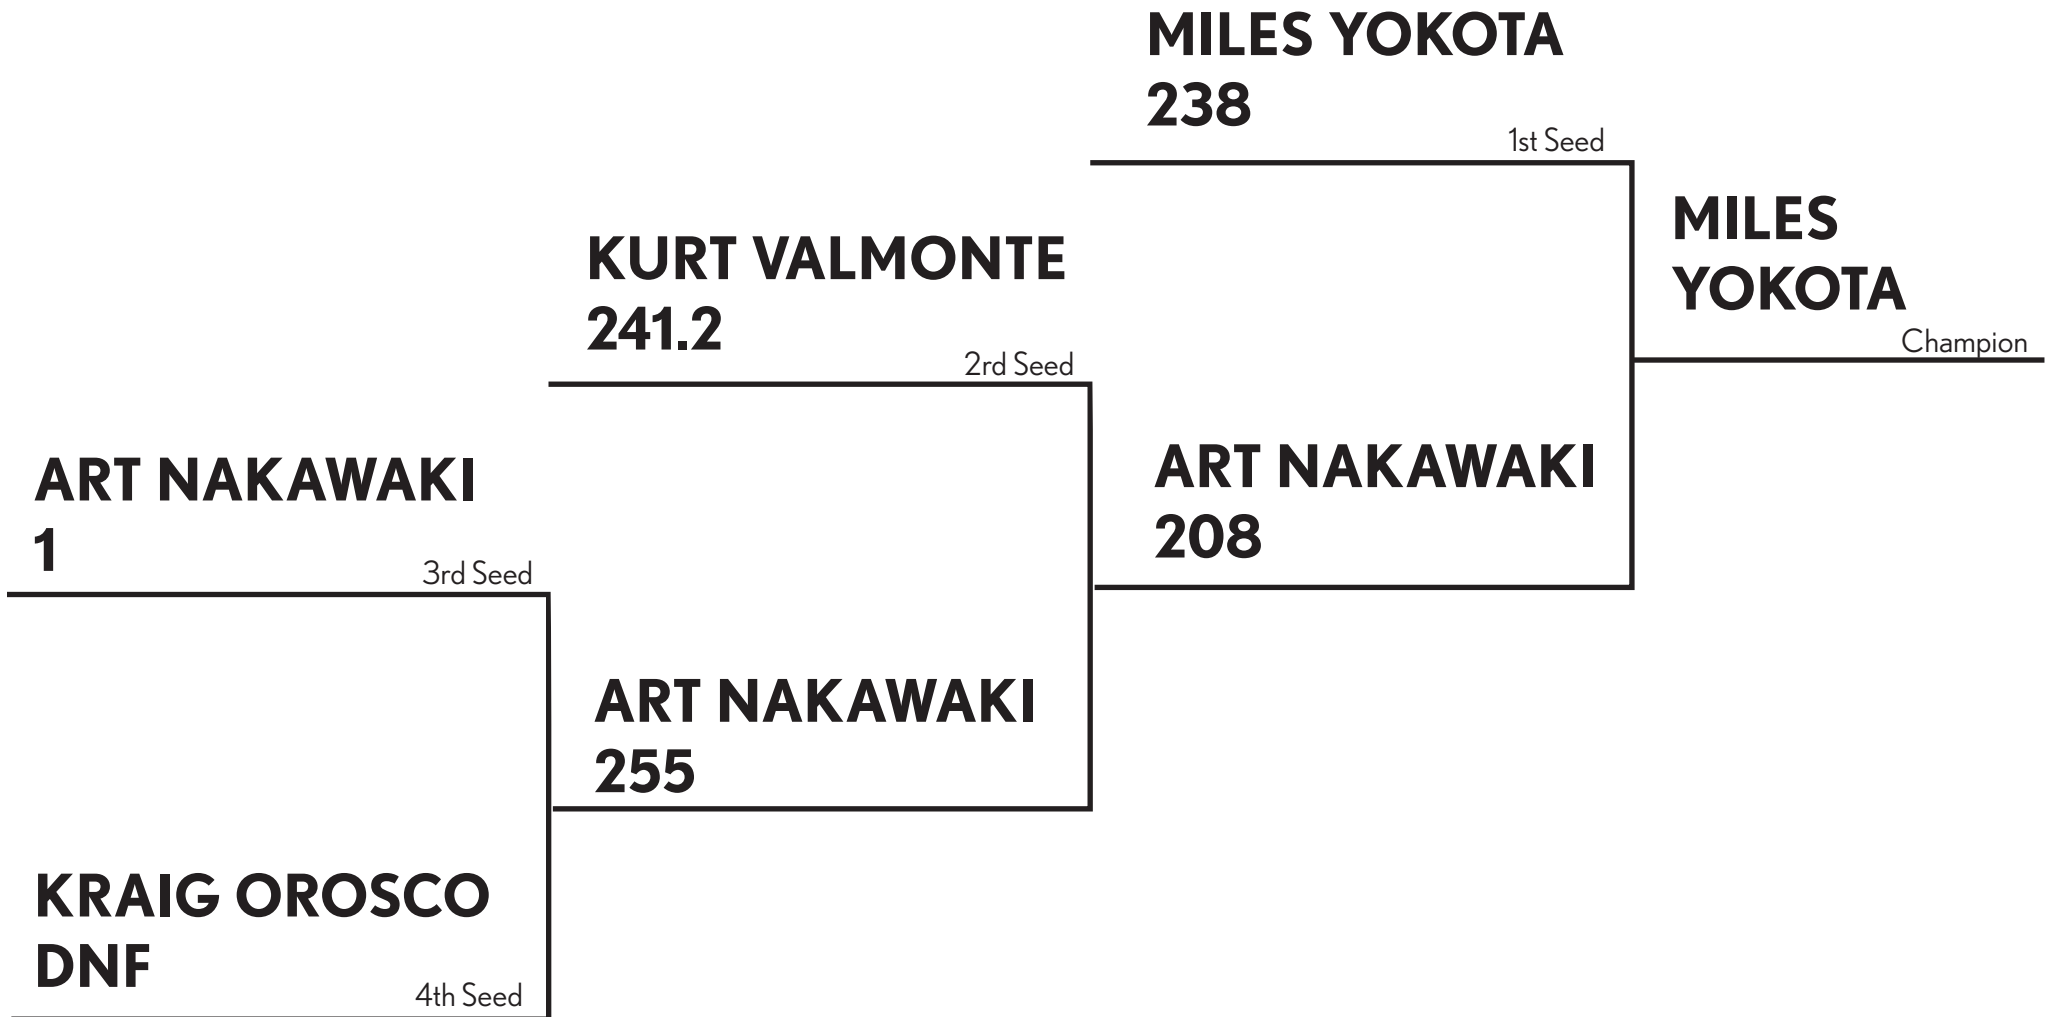 MILES YOKOTA
238
1st Seed
MILES
YOKOTA
Champion
KURT VALMONTE
241.2
2rd Seed
ART NAKAWAKI
208
ART NAKAWAKI
1
3rd Seed
ART NAKAWAKI
255
KRAIG OROSCO
DNF
4th Seed